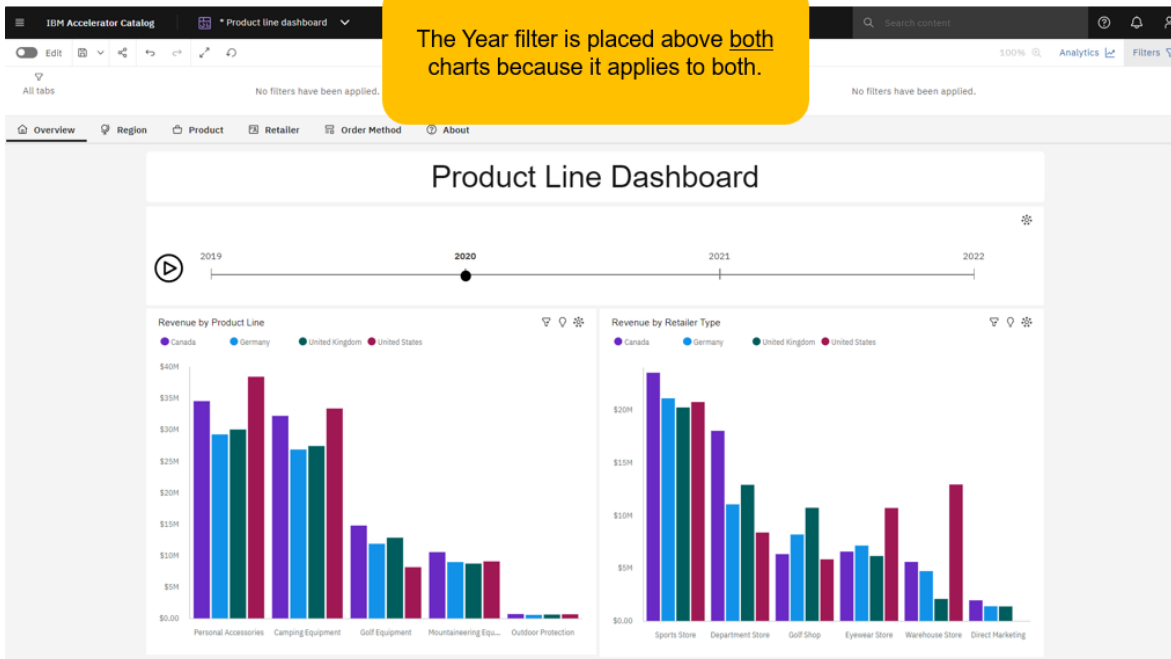 IBM Accelerator Catalog
* Product line dashboard
Search content
The Year filter is placed above both
charts because it applies to both.
Edit
100%
Analytics
Filters
All tabs
No filters have been applied.
No filters have been applied.
Overview
Region
Product
Retailer
Order Method
About
Product Line Dashboard
2019
2020
2021
2022
Revenue by Product Line
Canada
Germany
United Kingdom
United States
$40M
$35M
$30M
$25M
$20M
$15M
$10M
$5M
$0.00
Personal Accessories
Camping Equipment
Golf Equipment
Mountaineering Equ...
Outdoor Protection
Revenue by Retailer Type
Canada
Germany
United Kingdom
United States
$20M
$15M
$10M
$5M
$0.00
Sports Store
Department Store
Golf Shop
Eyewear Store
Warehouse Store
Direct Marketing